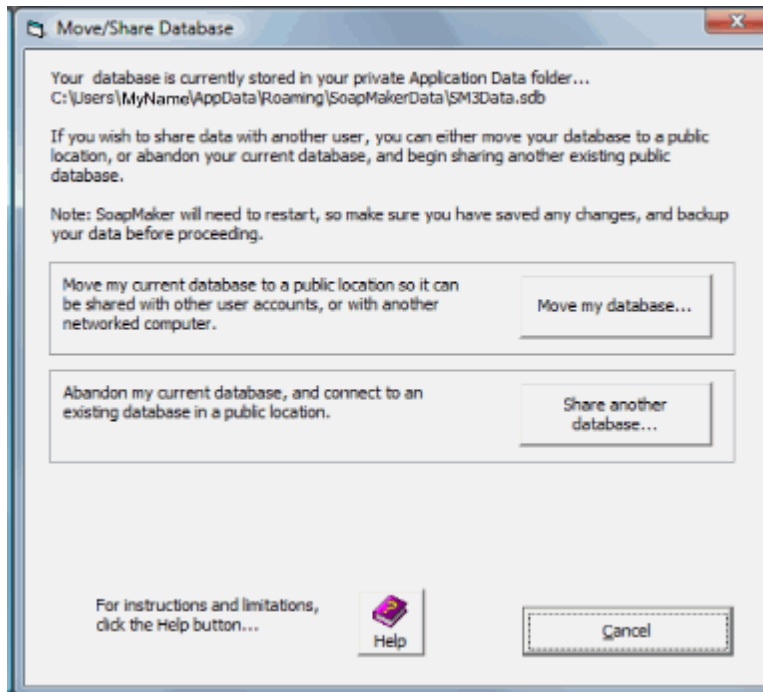 Move/Share Database
Your database is currently stored in your private Application Data folder...
C:\Users\MyName\AppData\Roaming\SoapMakerData\SM3Data.sdb
If you wish to share data with another user, you can either move your database to a public
location, or abandon your current database, and begin sharing another existing public
database.
Note: SoapMaker will need to restart, so make sure you have saved any changes, and backup
your data before proceeding.
Move my current database to a public location so it can
be shared with other user accounts, or with another
networked computer.
Move my database...
Abandon my current database, and connect to an
existing database in a public location.
Share another
database...
For instructions and limitations,
click the Help button...
Help
Cancel